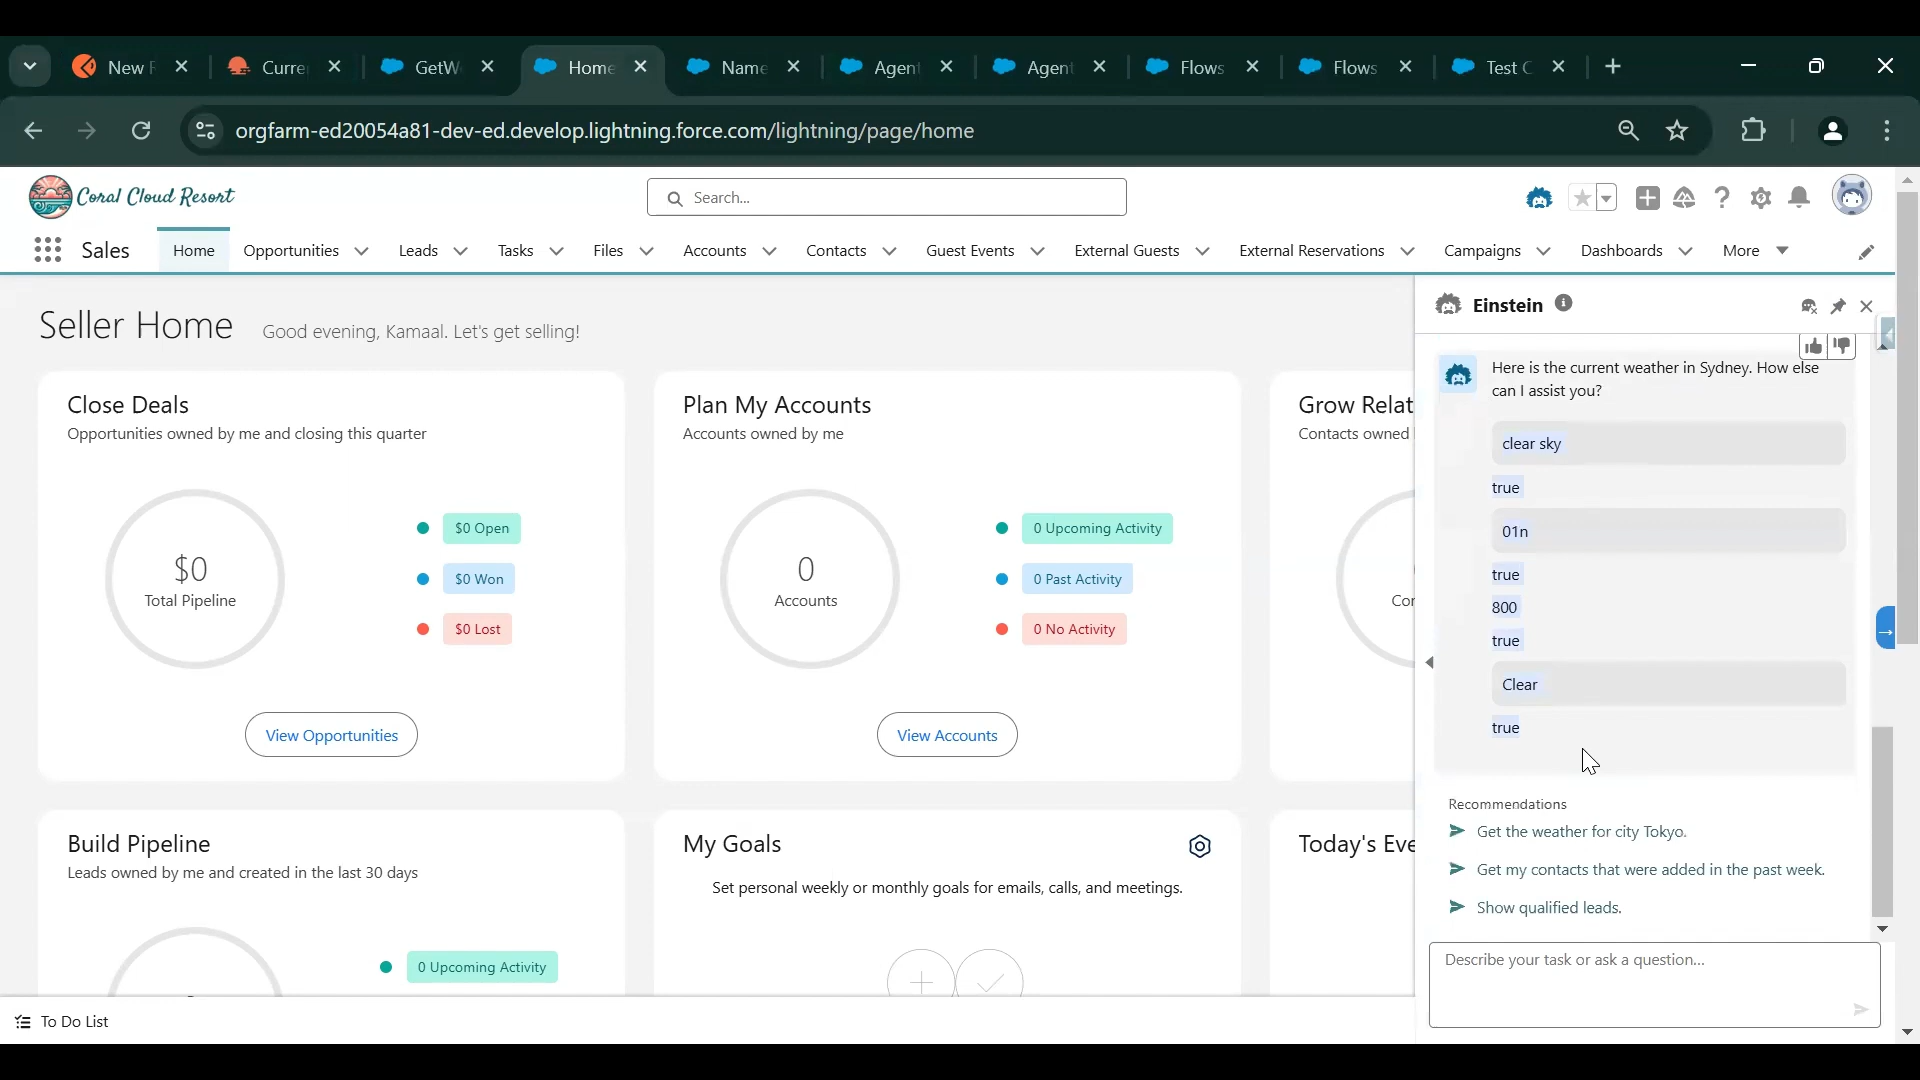 New
Curre
GetW
Home
Name
Agent
Agent
Flows
Flows
Test C
orgfarm-ed20054a81-dev-ed.develop.lightning.force.com/lightning/page/home
Coral Cloud Resort
Search...
Sales
Home
Opportunities
Leads
Tasks
Files
Accounts
Contacts
Guest Events
External Guests
External Reservations
Campaigns
Dashboards
More
Seller Home
Good evening, Kamaal. Let's get selling!
Close Deals
Opportunities owned by me and closing this quarter
$0
Total Pipeline
$0 Open
$0 Won
$0 Lost
View Opportunities
Plan My Accounts
Accounts owned by me
0
Accounts
0 Upcoming Activity
0 Past Activity
0 No Activity
View Accounts
Grow Relat
Contacts owned
Cor
Build Pipeline
Leads owned by me and created in the last 30 days
0 Upcoming Activity
My Goals
Set personal weekly or monthly goals for emails, calls, and meetings.
Today's Eve
To Do List
Einstein
Here is the current weather in Sydney. How else
can I assist you?
clear sky
true
01n
true
800
true
Clear
true
Recommendations
Get the weather for city Tokyo.
Get my contacts that were added in the past week.
Show qualified leads.
Describe your task or ask a question...